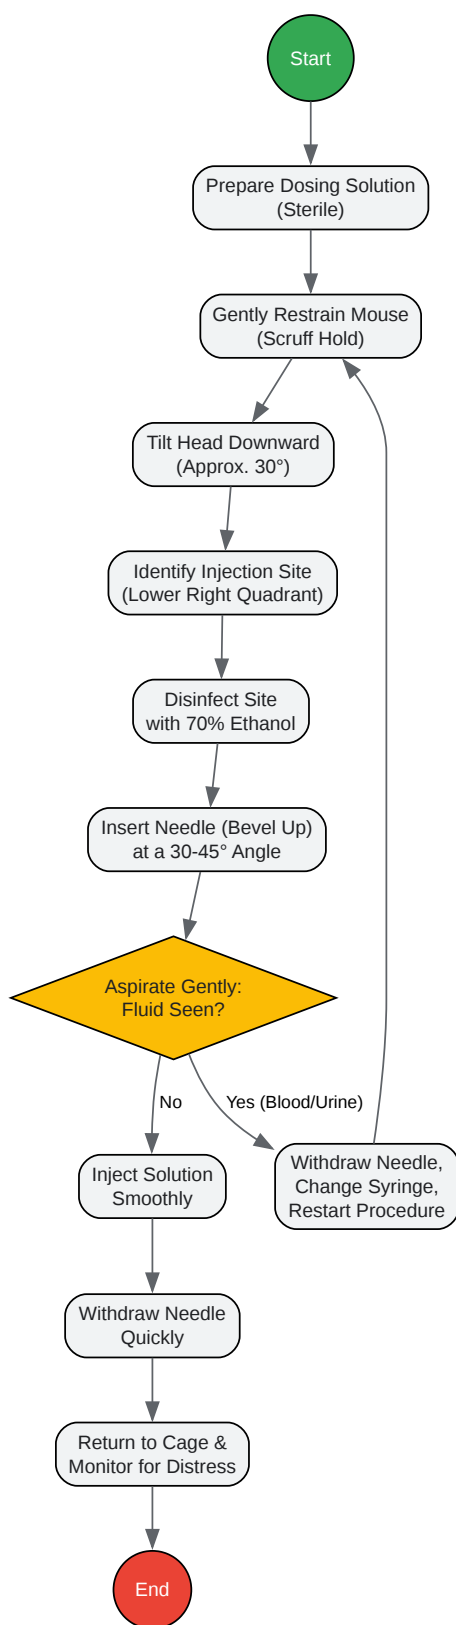 Start
Prepare Dosing Solution
(Sterile)
Gently Restrain Mouse
(Scruff Hold)
Tilt Head Downward
(Approx. 30°)
Identify Injection Site
(Lower Right Quadrant)
Disinfect Site
with 70% Ethanol
Insert Needle (Bevel Up)
at a 30-45° Angle
Aspirate Gently:
Fluid Seen?
No
Yes (Blood/Urine)
Inject Solution
Smoothly
Withdraw Needle,
Change Syringe,
Restart Procedure
Withdraw Needle
Quickly
Return to Cage &
Monitor for Distress
End